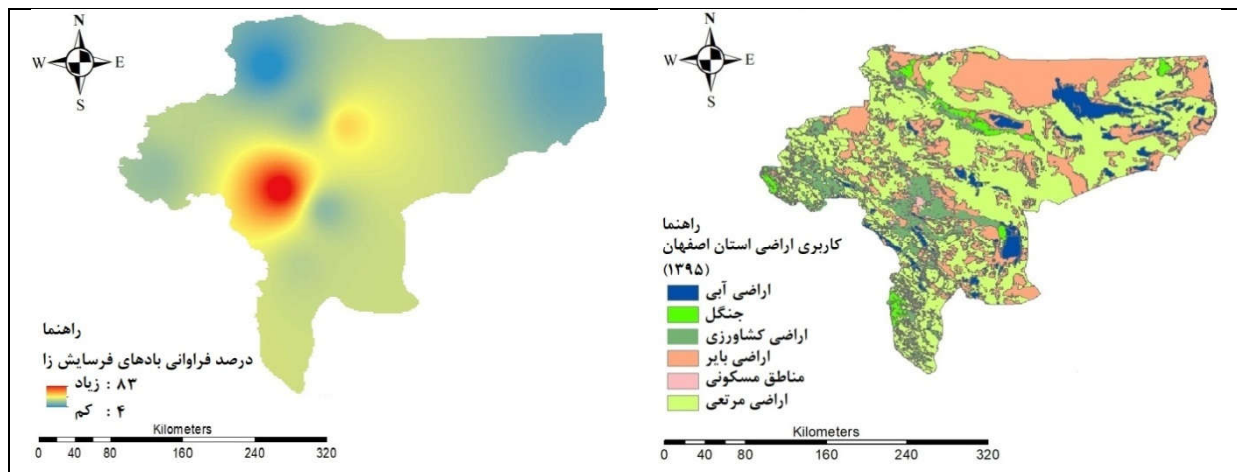 N
W E
S
راهنما
درصد فراوانی بادهای فرسایش زا
زیاد : ۸۳
کم : ۴
Kilometers
0 40 80 160 240 320
N
W E
S
راهنما
کاربری اراضی استان اصفهان
(۱۳۹۵)
اراضی آبی
جنگل
اراضی کشاورزی
اراضی بایر
مناطق مسکونی
اراضی مرتعی
Kilometers
0 40 80 160 240 320